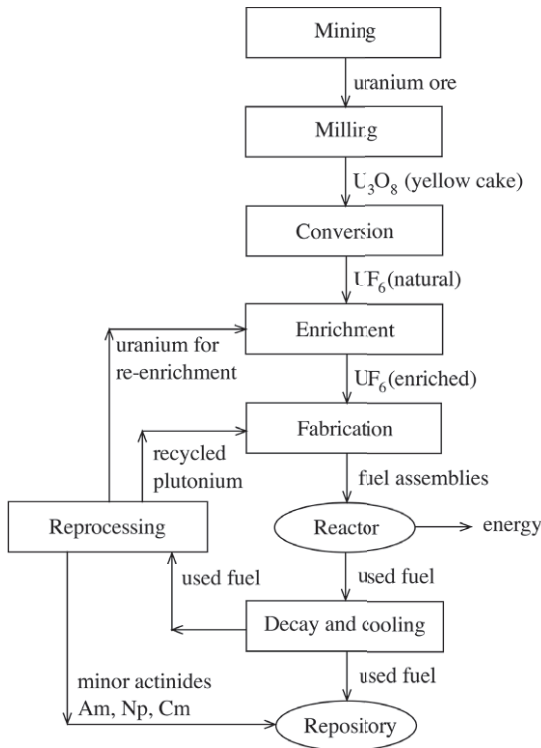 Mining
uranium ore
Milling
U₃O₈ (yellow cake)
Conversion
UF₆(natural)
Enrichment
uranium for
re-enrichment
UF₆(enriched)
Fabrication
recycled
plutonium
fuel assemblies
Reprocessing
Reactor
energy
used fuel
used fuel
Decay and cooling
used fuel
minor actinides
Am, Np, Cm
Repository